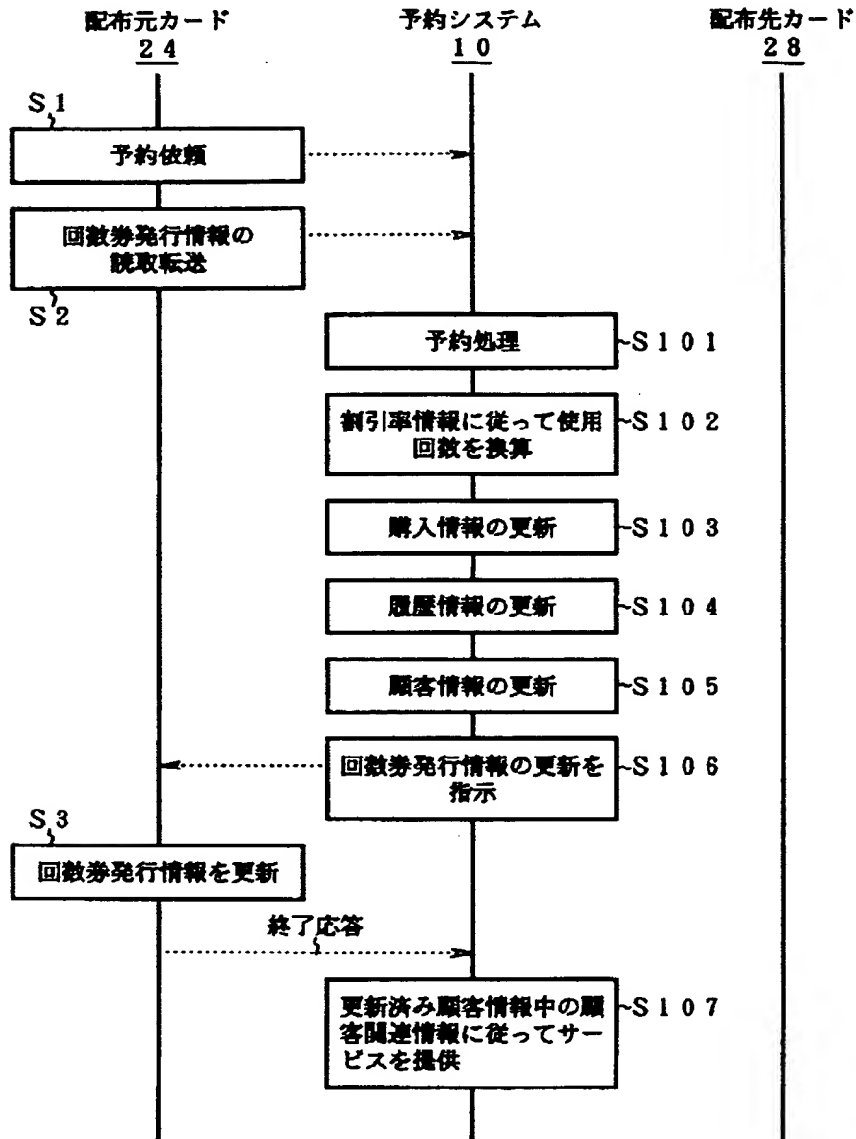 配布元カード
24
予約システム
10
配布先カード
28
S1
予約依頼
回数券発行情報の
読取転送
S2
予約処理
S101
割引率情報に従って使用
回数を換算
S102
購入情報の更新
S103
履歴情報の更新
S104
顧客情報の更新
S105
回数券発行情報の更新を
指示
S106
S3
回数券発行情報を更新
終了応答
更新済み顧客情報中の顧
客関連情報に従ってサー
ビスを提供
S107